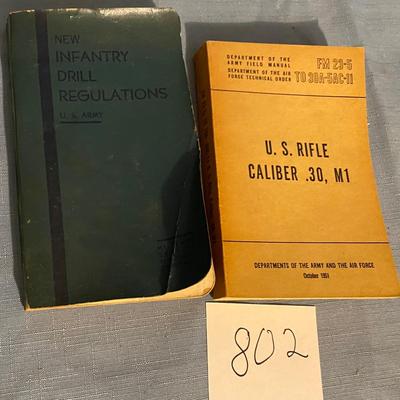 NEW
INFANTRY
DRILL
REGULATIONS
U. S. ARMY
DEPARTMENT OF THE ARMY FIELD MANUAL
DEPARTMENT OF THE AIR FORCE TECHNICAL ORDER
FM 23-5
TO 39A-5AC-11
U. S. RIFLE
CALIBER .30, M1
DEPARTMENTS OF THE ARMY AND THE AIR FORCE
October 1951
802